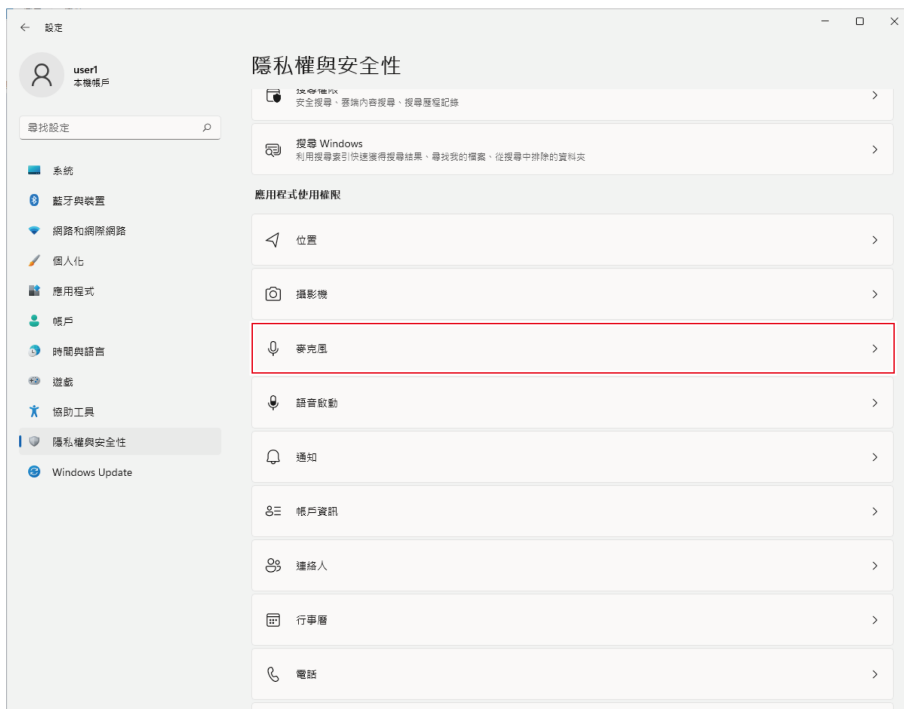 設定
user1
本機帳戶
尋找設定
系統
藍牙與裝置
網路和網際網路
個人化
應用程式
帳戶
時間與語言
遊戲
協助工具
隱私權與安全性
Windows Update
隱私權與安全性
搜尋權限
安全搜尋、雲端內容搜尋、搜尋歷程記錄
搜尋 Windows
利用搜尋索引快速獲得搜尋結果、尋找我的檔案、從搜尋中排除的資料夾
應用程式使用權限
位置
攝影機
麥克風
語音啟動
通知
帳戶資訊
連絡人
行事曆
電話